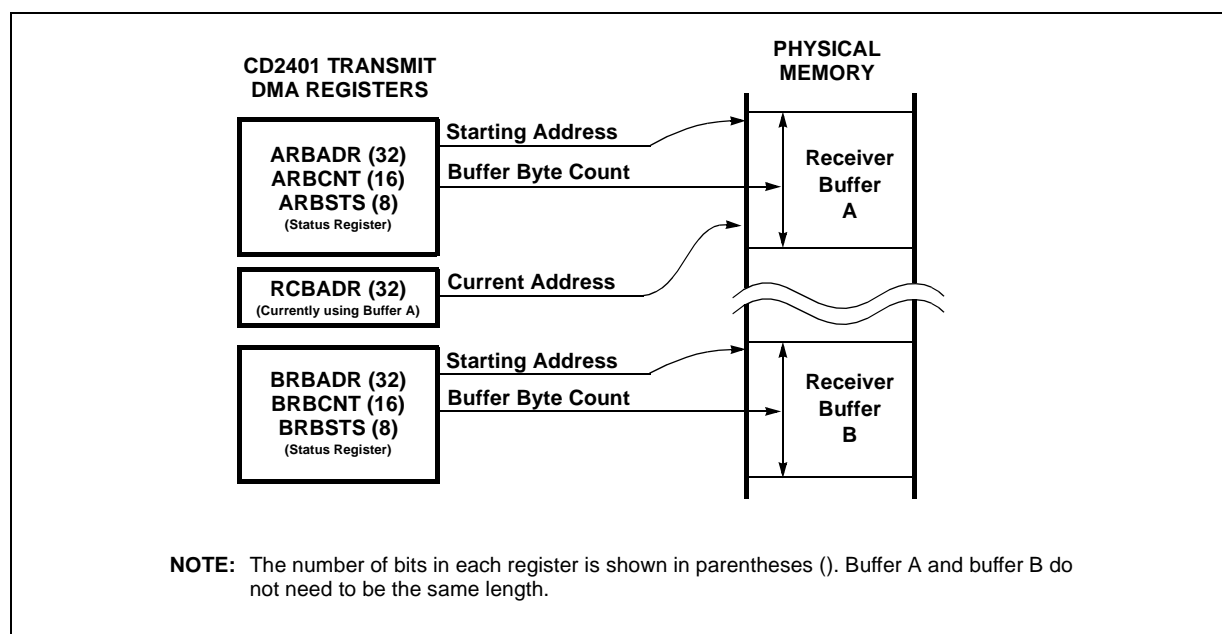 CD2401 TRANSMIT
DMA REGISTERS
PHYSICAL
MEMORY
ARBADR (32)
ARBCNT (16)
ARBSTS (8)
(Status Register)
Starting Address
Buffer Byte Count
Receiver
Buffer
A
RCBADR (32)
(Currently using Buffer A)
Current Address
BRBADR (32)
BRBCNT (16)
BRBSTS (8)
(Status Register)
Starting Address
Buffer Byte Count
Receiver
Buffer
B
NOTE: The number of bits in each register is shown in parentheses (). Buffer A and buffer B do
not need to be the same length.